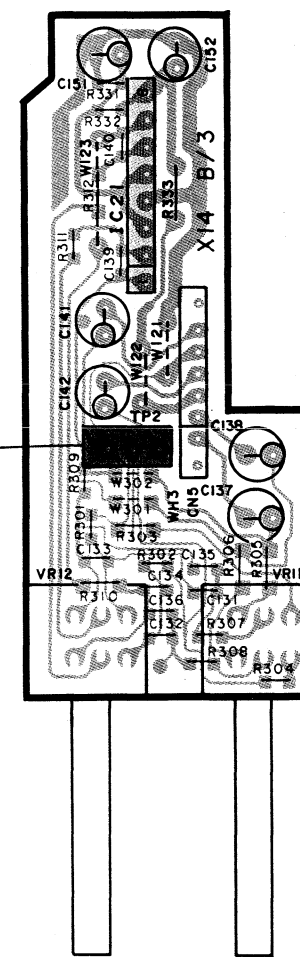 C152
C151
R331
R332
C140
W123
R312
IC21
R333
X14 B/3
R311
C139
C141
W121
W122
C142
TP2
C138
R309
W302
CN5
C137
WH3
W301
R301
R303
C133
R302
C135
R306
R305
VR12
C134
R310
C136
C131
C132
R307
R308
R304